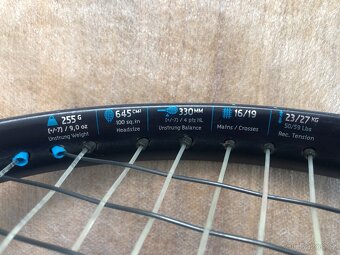 255 G
(+/-7) / 9,0 oz
Unstrung Weight
645 CM²
100 sq. in
Headsize
330 MM
(+/-7) / 4 pts HL
Unstrung Balance
16/19
Mains / Crosses
23/27 KG
50/59 Lbs
Rec. Tension